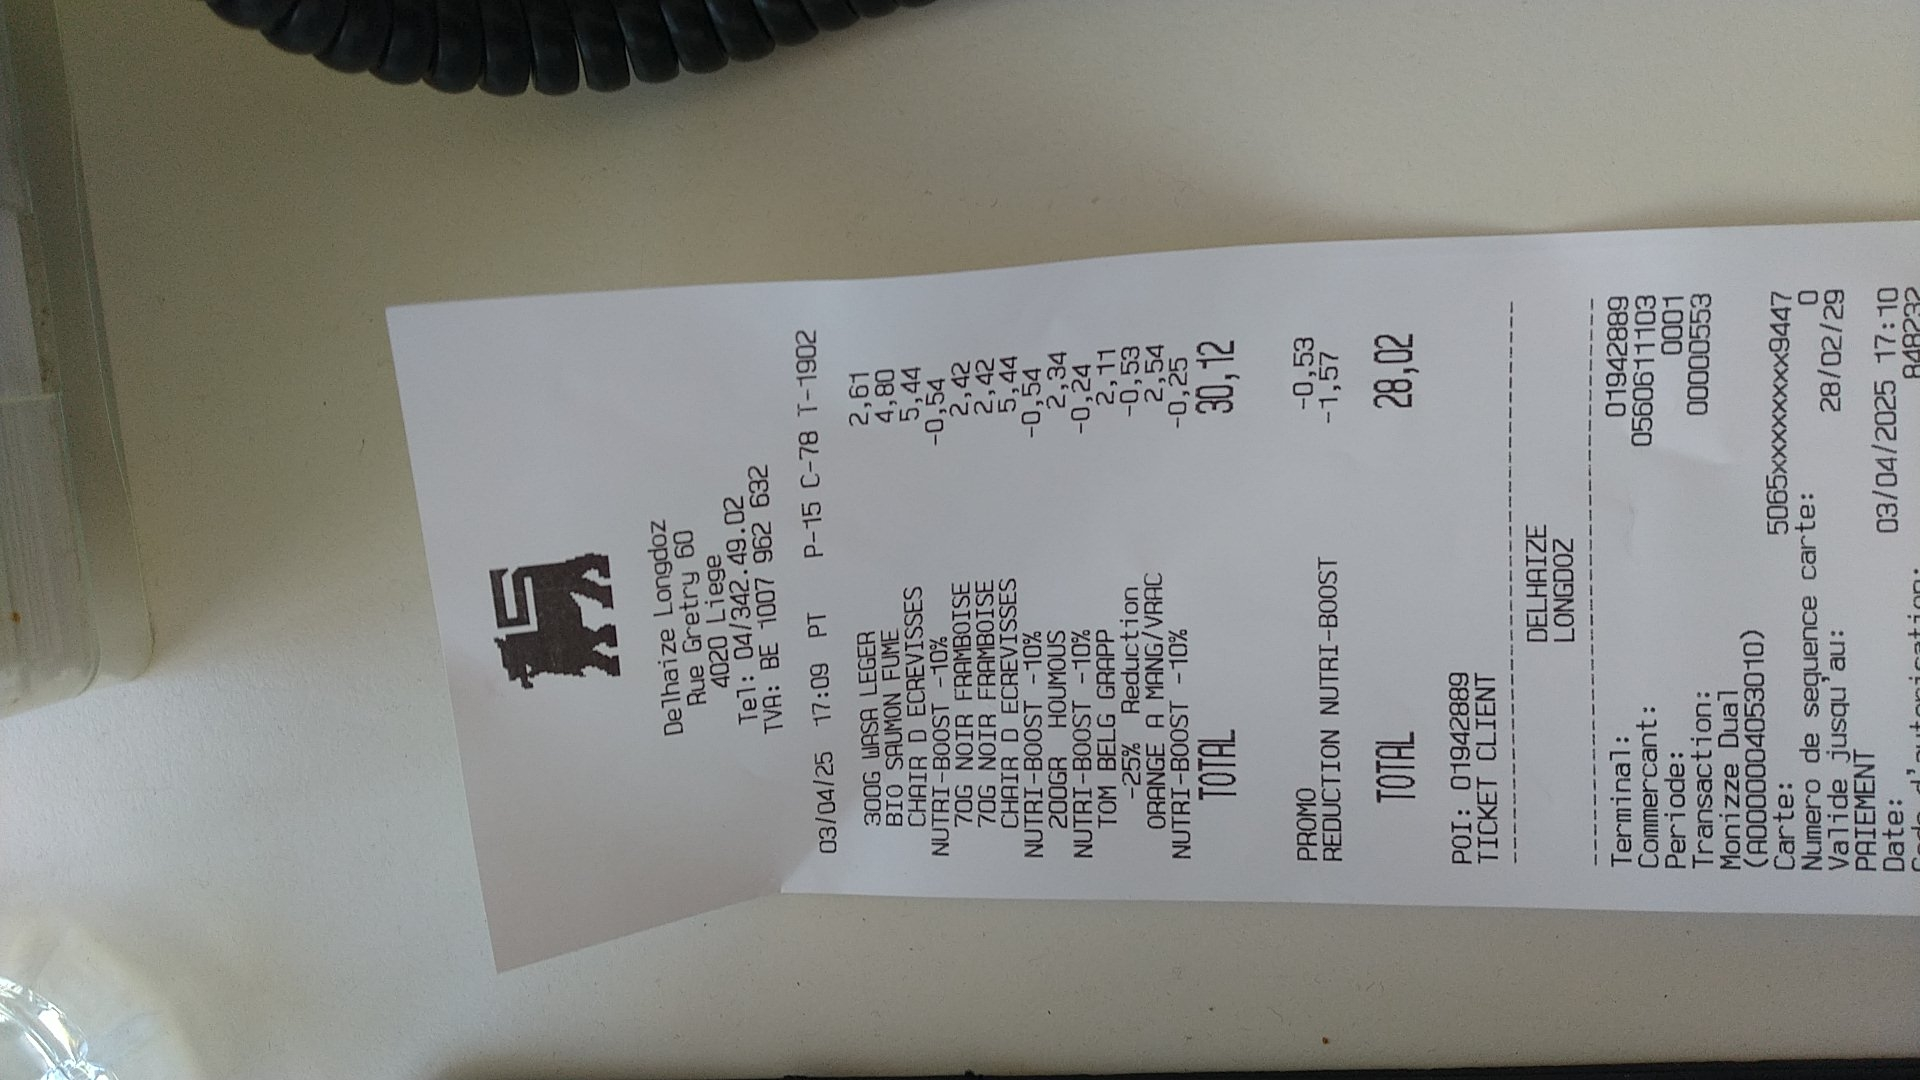 Delhaize Longdoz
Rue Gretry 60
4020 Liege
Tel: 04/342.49.02
TVA: BE 1007 962 632
03/04/25 17:09 PT P-15 C-78 T-1902
300G WASA LEGER 2,61
BIO SAUMON FUME 4,80
CHAIR D ECREVISSES 5,44
NUTRI-BOOST -10% -0,54
70G NOIR FRAMBOISE 2,42
70G NOIR FRAMBOISE 2,42
CHAIR D ECREVISSES 5,44
NUTRI-BOOST -10% -0,54
200GR HOUMOUS 2,34
NUTRI-BOOST -10% -0,24
TOM BELG GRAPP 2,11
-25% Reduction -0,53
ORANGE A MANG/VRAC 2,54
NUTRI-BOOST -10% -0,25
TOTAL 30,12
PROMO -0,53
REDUCTION NUTRI-BOOST -1,57
TOTAL 28,02
POI: 01942889
TICKET CLIENT
DELHAIZE
LONGDOZ
Terminal: 01942889
Commercant: 0560611103
Periode: 0001
Transaction: 00000553
Monizze Dual
(A0000040530​10)
Carte: 5065xxxxxxxxxxx9447
Numero de sequence carte: 0
Valide jusqu'au: 28/02/29
PAIEMENT
Date: 03/04/2025 17:10
Code d'autorisation: 848232